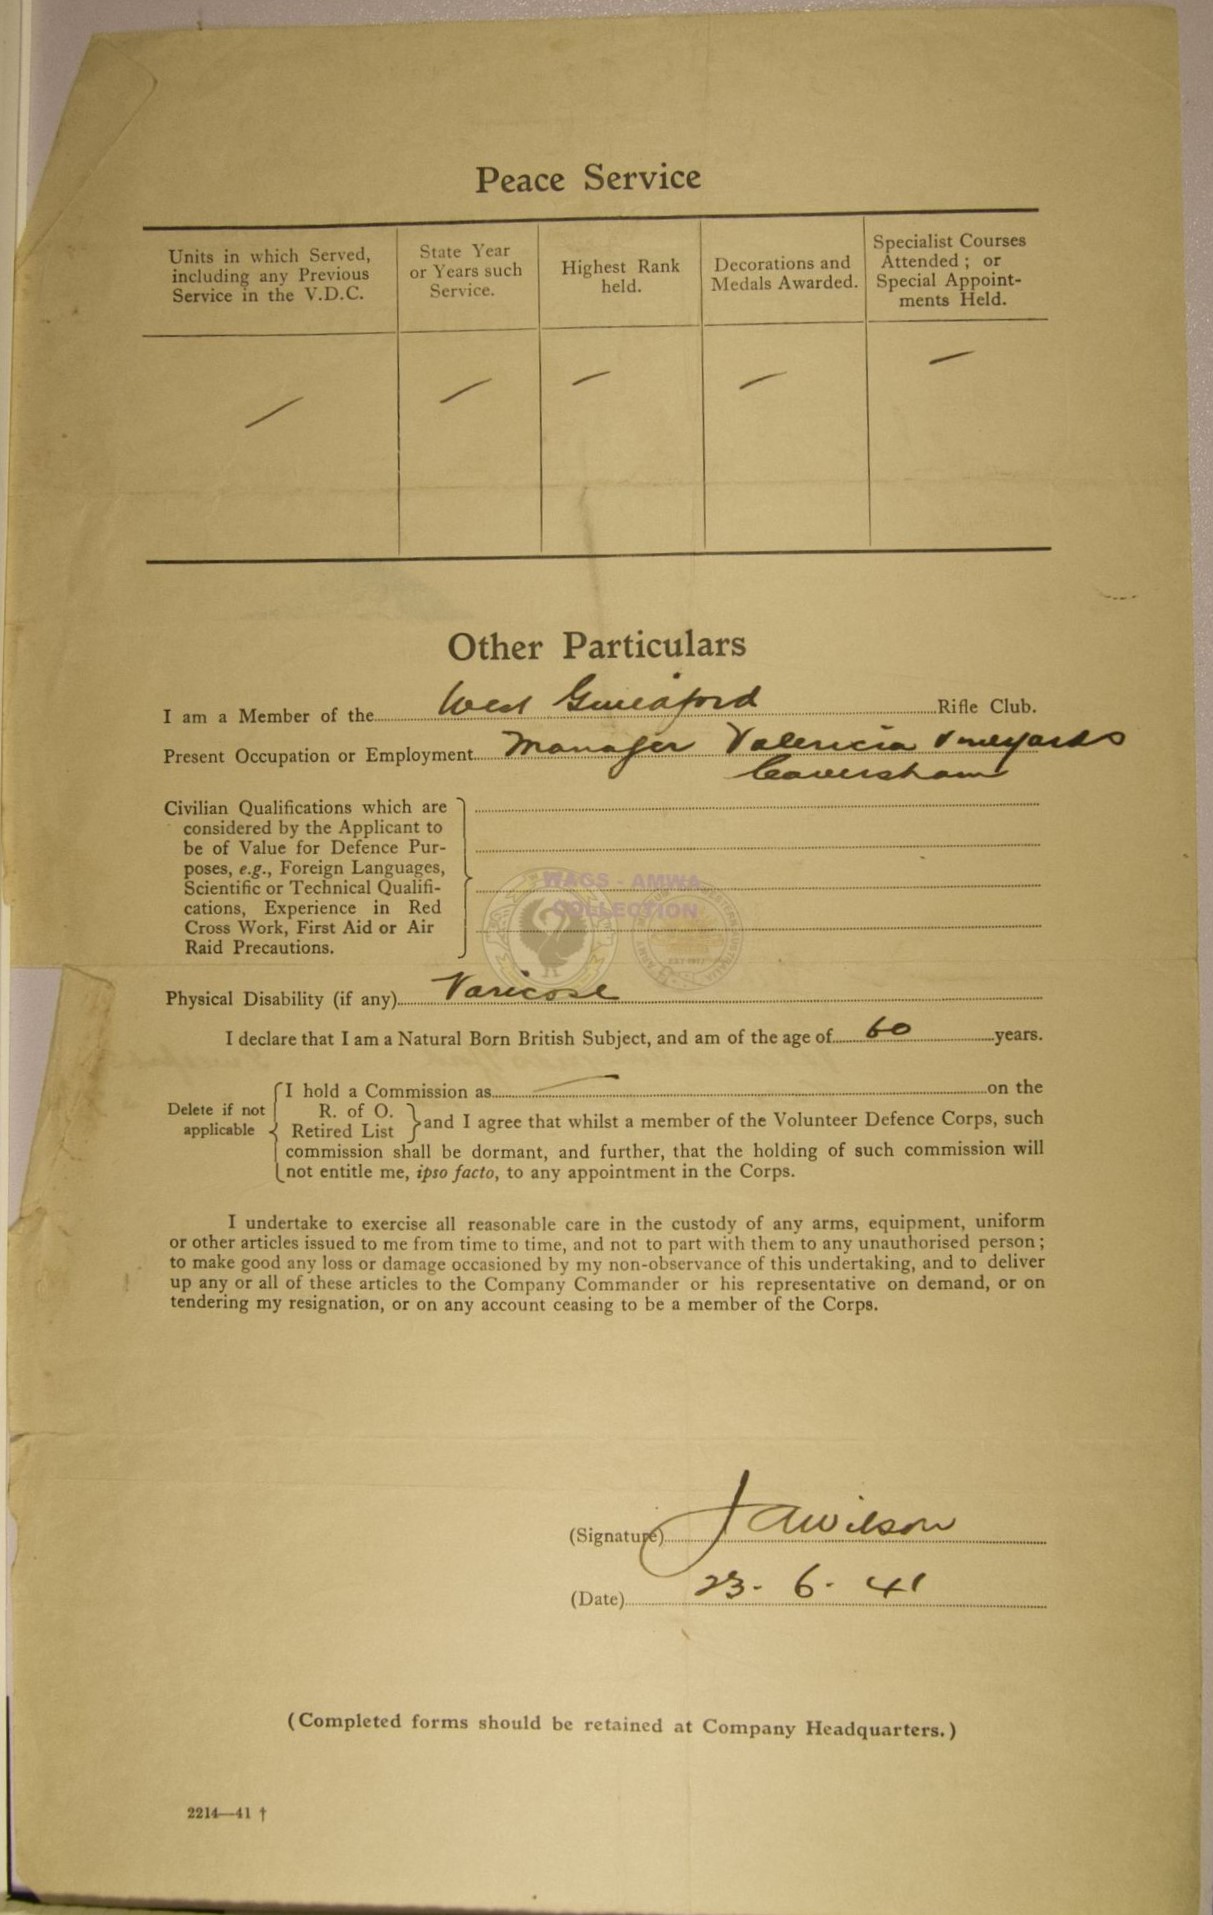 Peace Service
Units in which Served,
including any Previous
Service in the V.D.C.
State Year
or Years such
Service.
Highest Rank
held.
Decorations and
Medals Awarded.
Specialist Courses
Attended ; or
Special Appoint-
ments Held.
Other Particulars
I am a Member of the West Guildford Rifle Club.
Present Occupation or Employment Manager Valencia Vineyards
Caversham
Civilian Qualifications which are
considered by the Applicant to
be of Value for Defence Pur-
poses, e.g., Foreign Languages,
Scientific or Technical Qualifi-
cations, Experience in Red
Cross Work, First Aid or Air
Raid Precautions.
WAGS - AMWA
COLLECTION
Physical Disability (if any) Varicose
I declare that I am a Natural Born British Subject, and am of the age of 60 years.
I hold a Commission as on the
Delete if not
applicable
R. of O.
Retired List
and I agree that whilst a member of the Volunteer Defence Corps, such
commission shall be dormant, and further, that the holding of such commission will
not entitle me, ipso facto, to any appointment in the Corps.
I undertake to exercise all reasonable care in the custody of any arms, equipment, uniform
or other articles issued to me from time to time, and not to part with them to any unauthorised person ;
to make good any loss or damage occasioned by my non-observance of this undertaking, and to deliver
up any or all of these articles to the Company Commander or his representative on demand, or on
tendering my resignation, or on any account ceasing to be a member of the Corps.
(Signature) J A Wilson
(Date) 23 - 6 - 41
(Completed forms should be retained at Company Headquarters.)
2214—41 †